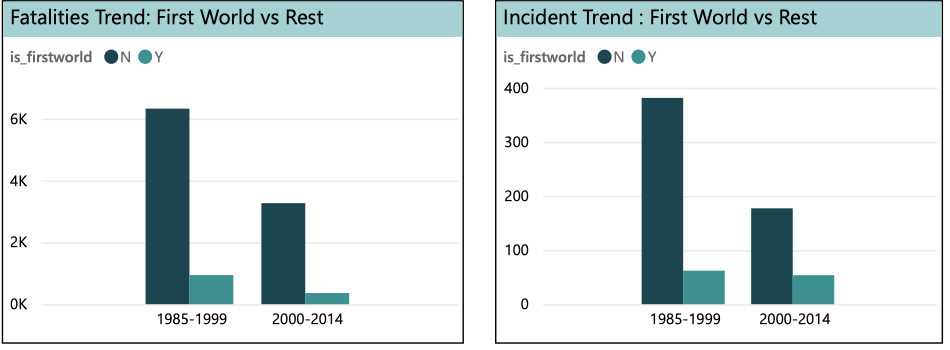 Fatalities Trend: First World vs Rest
is_firstworld N Y
6K
4K
2K
0K
1985-1999 2000-2014
Incident Trend : First World vs Rest
is_firstworld N Y
400
300
200
100
0
1985-1999 2000-2014